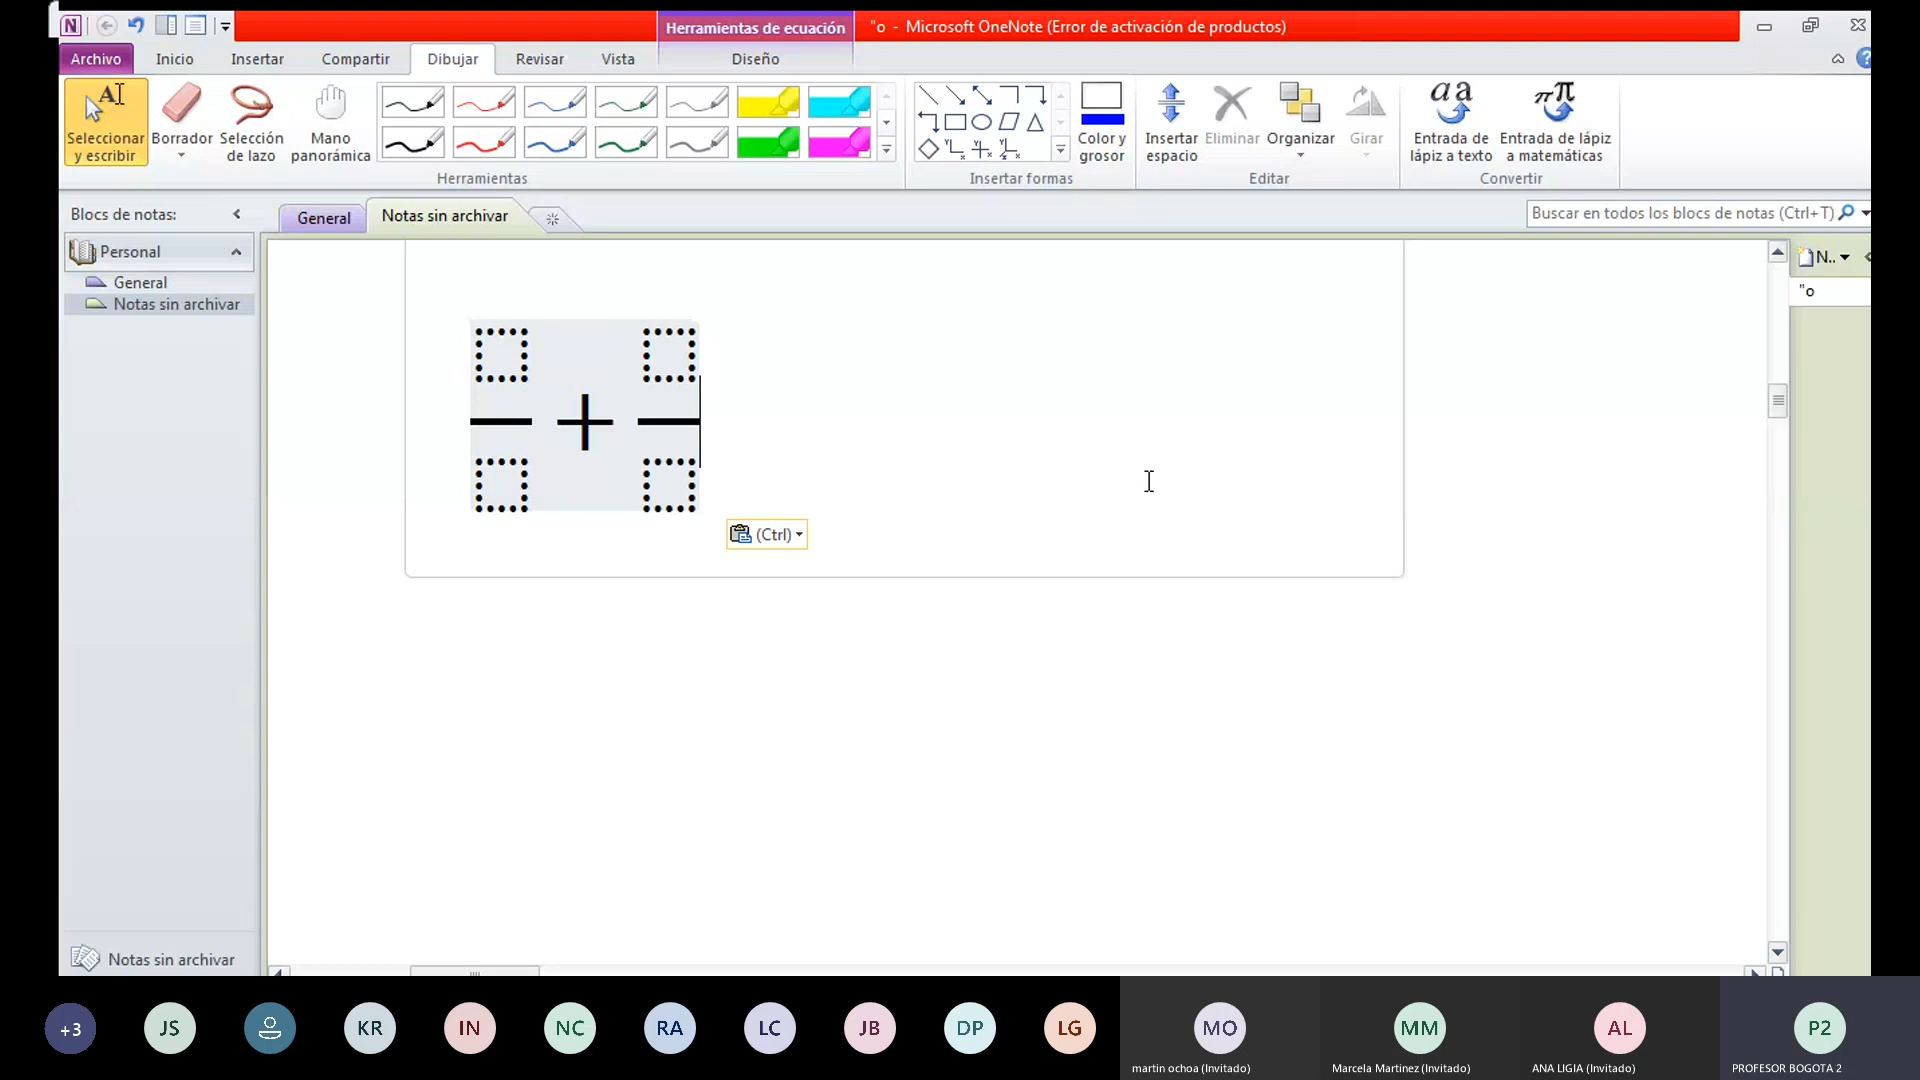 Herramientas de ecuación
"o - Microsoft OneNote (Error de activación de productos)
Archivo Inicio Insertar Compartir Dibujar Revisar Vista Diseño
Seleccionar y escribir
Borrador
Selección de lazo
Mano panorámica
Herramientas
Insertar formas
Color y grosor
Insertar espacio
Eliminar
Organizar
Girar
Editar
Entrada de lápiz a texto
Entrada de lápiz a matemáticas
Convertir
Blocs de notas:
General
Notas sin archivar
Buscar en todos los blocs de notas (Ctrl+T)
Personal
General
Notas sin archivar
N..
"o
+
(Ctrl)
Notas sin archivar
+3 JS KR IN NC RA LC JB DP LG MO MM AL P2
martin ochoa (Invitado)
Marcela Martinez (Invitado)
ANA LIGIA (Invitado)
PROFESOR BOGOTA 2